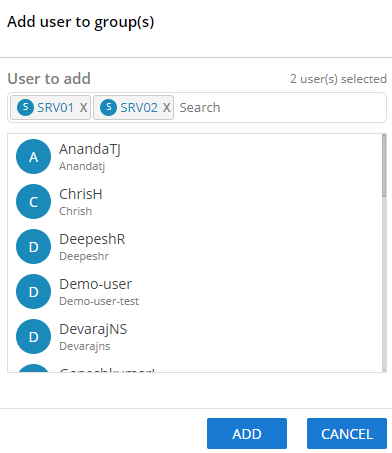 Add user to group(s)
User to add 2 user(s) selected
S SRV01 X S SRV02 X Search
A AnandaTJ
Anandatj
C ChrisH
Chrish
D DeepeshR
Deepeshr
D Demo-user
Demo-user-test
D DevarajNS
Devarajns
ADD CANCEL